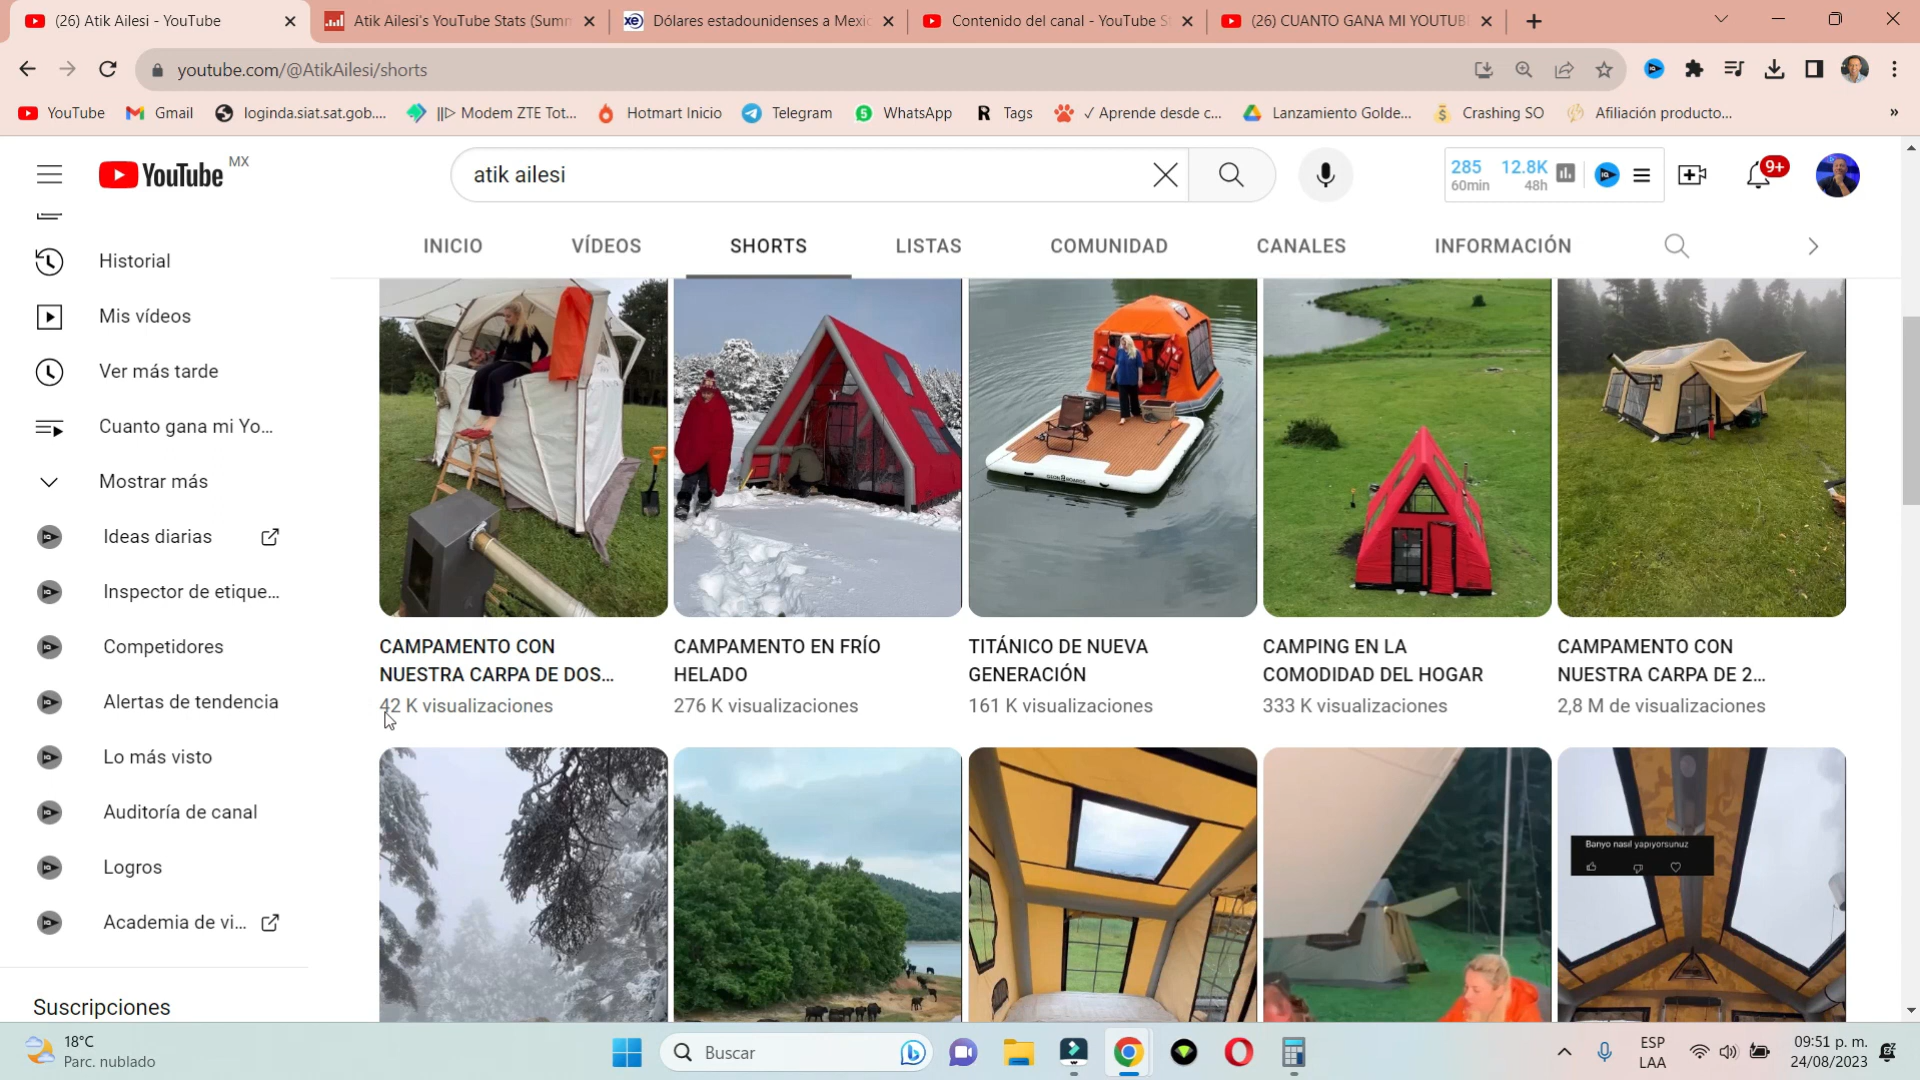 (26) Atik Ailesi - YouTube
Atik Ailesi's YouTube Stats (Sum
Dólares estadounidenses a Mexic
Contenido del canal - YouTube S
(26) CUANTO GANA MI YOUTUB
youtube.com/@AtikAilesi/shorts
YouTube
Gmail
loginda.siat.sat.gob....
||▷ Modem ZTE Tot...
Hotmart Inicio
Telegram
WhatsApp
Tags
✓ Aprende desde c...
Lanzamiento Golde...
Crashing SO
Afiliación producto...
»
YouTube MX
atik ailesi
285
60min
12.8K
48h
9+
INICIO
VÍDEOS
SHORTS
LISTAS
COMUNIDAD
CANALES
INFORMACIÓN
Historial
Mis vídeos
Ver más tarde
Cuanto gana mi Yo...
Mostrar más
Ideas diarias
Inspector de etique...
Competidores
Alertas de tendencia
Lo más visto
Auditoría de canal
Logros
Academia de vi...
Suscripciones
CAMPAMENTO CON
NUESTRA CARPA DE DOS...
42 K visualizaciones
CAMPAMENTO EN FRÍO
HELADO
276 K visualizaciones
TITÁNICO DE NUEVA
GENERACIÓN
161 K visualizaciones
CAMPING EN LA
COMODIDAD DEL HOGAR
333 K visualizaciones
CAMPAMENTO CON
NUESTRA CARPA DE 2...
2,8 M de visualizaciones
Banyo nasıl yapıyorsunuz
18°C
Parc. nublado
Buscar
ESP
LAA
09:51 p. m.
24/08/2023